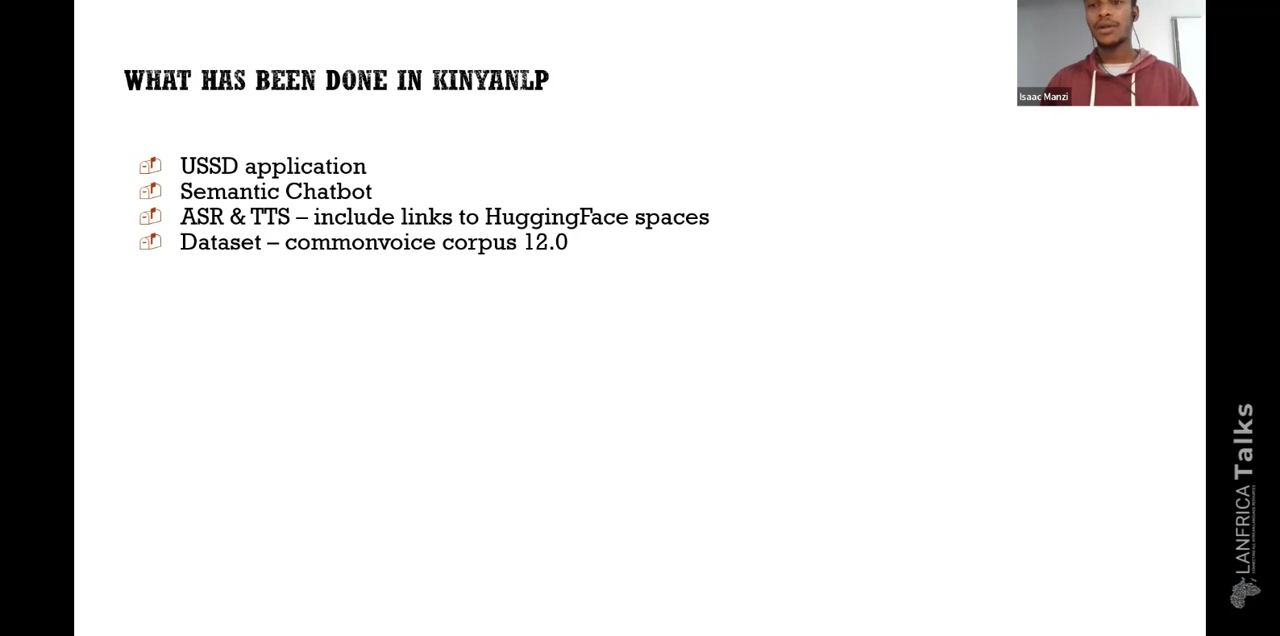 WHAT HAS BEEN DONE IN KINYANLP
USSD application
Semantic Chatbot
ASR & TTS – include links to HuggingFace spaces
Dataset – commonvoice corpus 12.0
Isaac Manzi
LANFRICA Talks